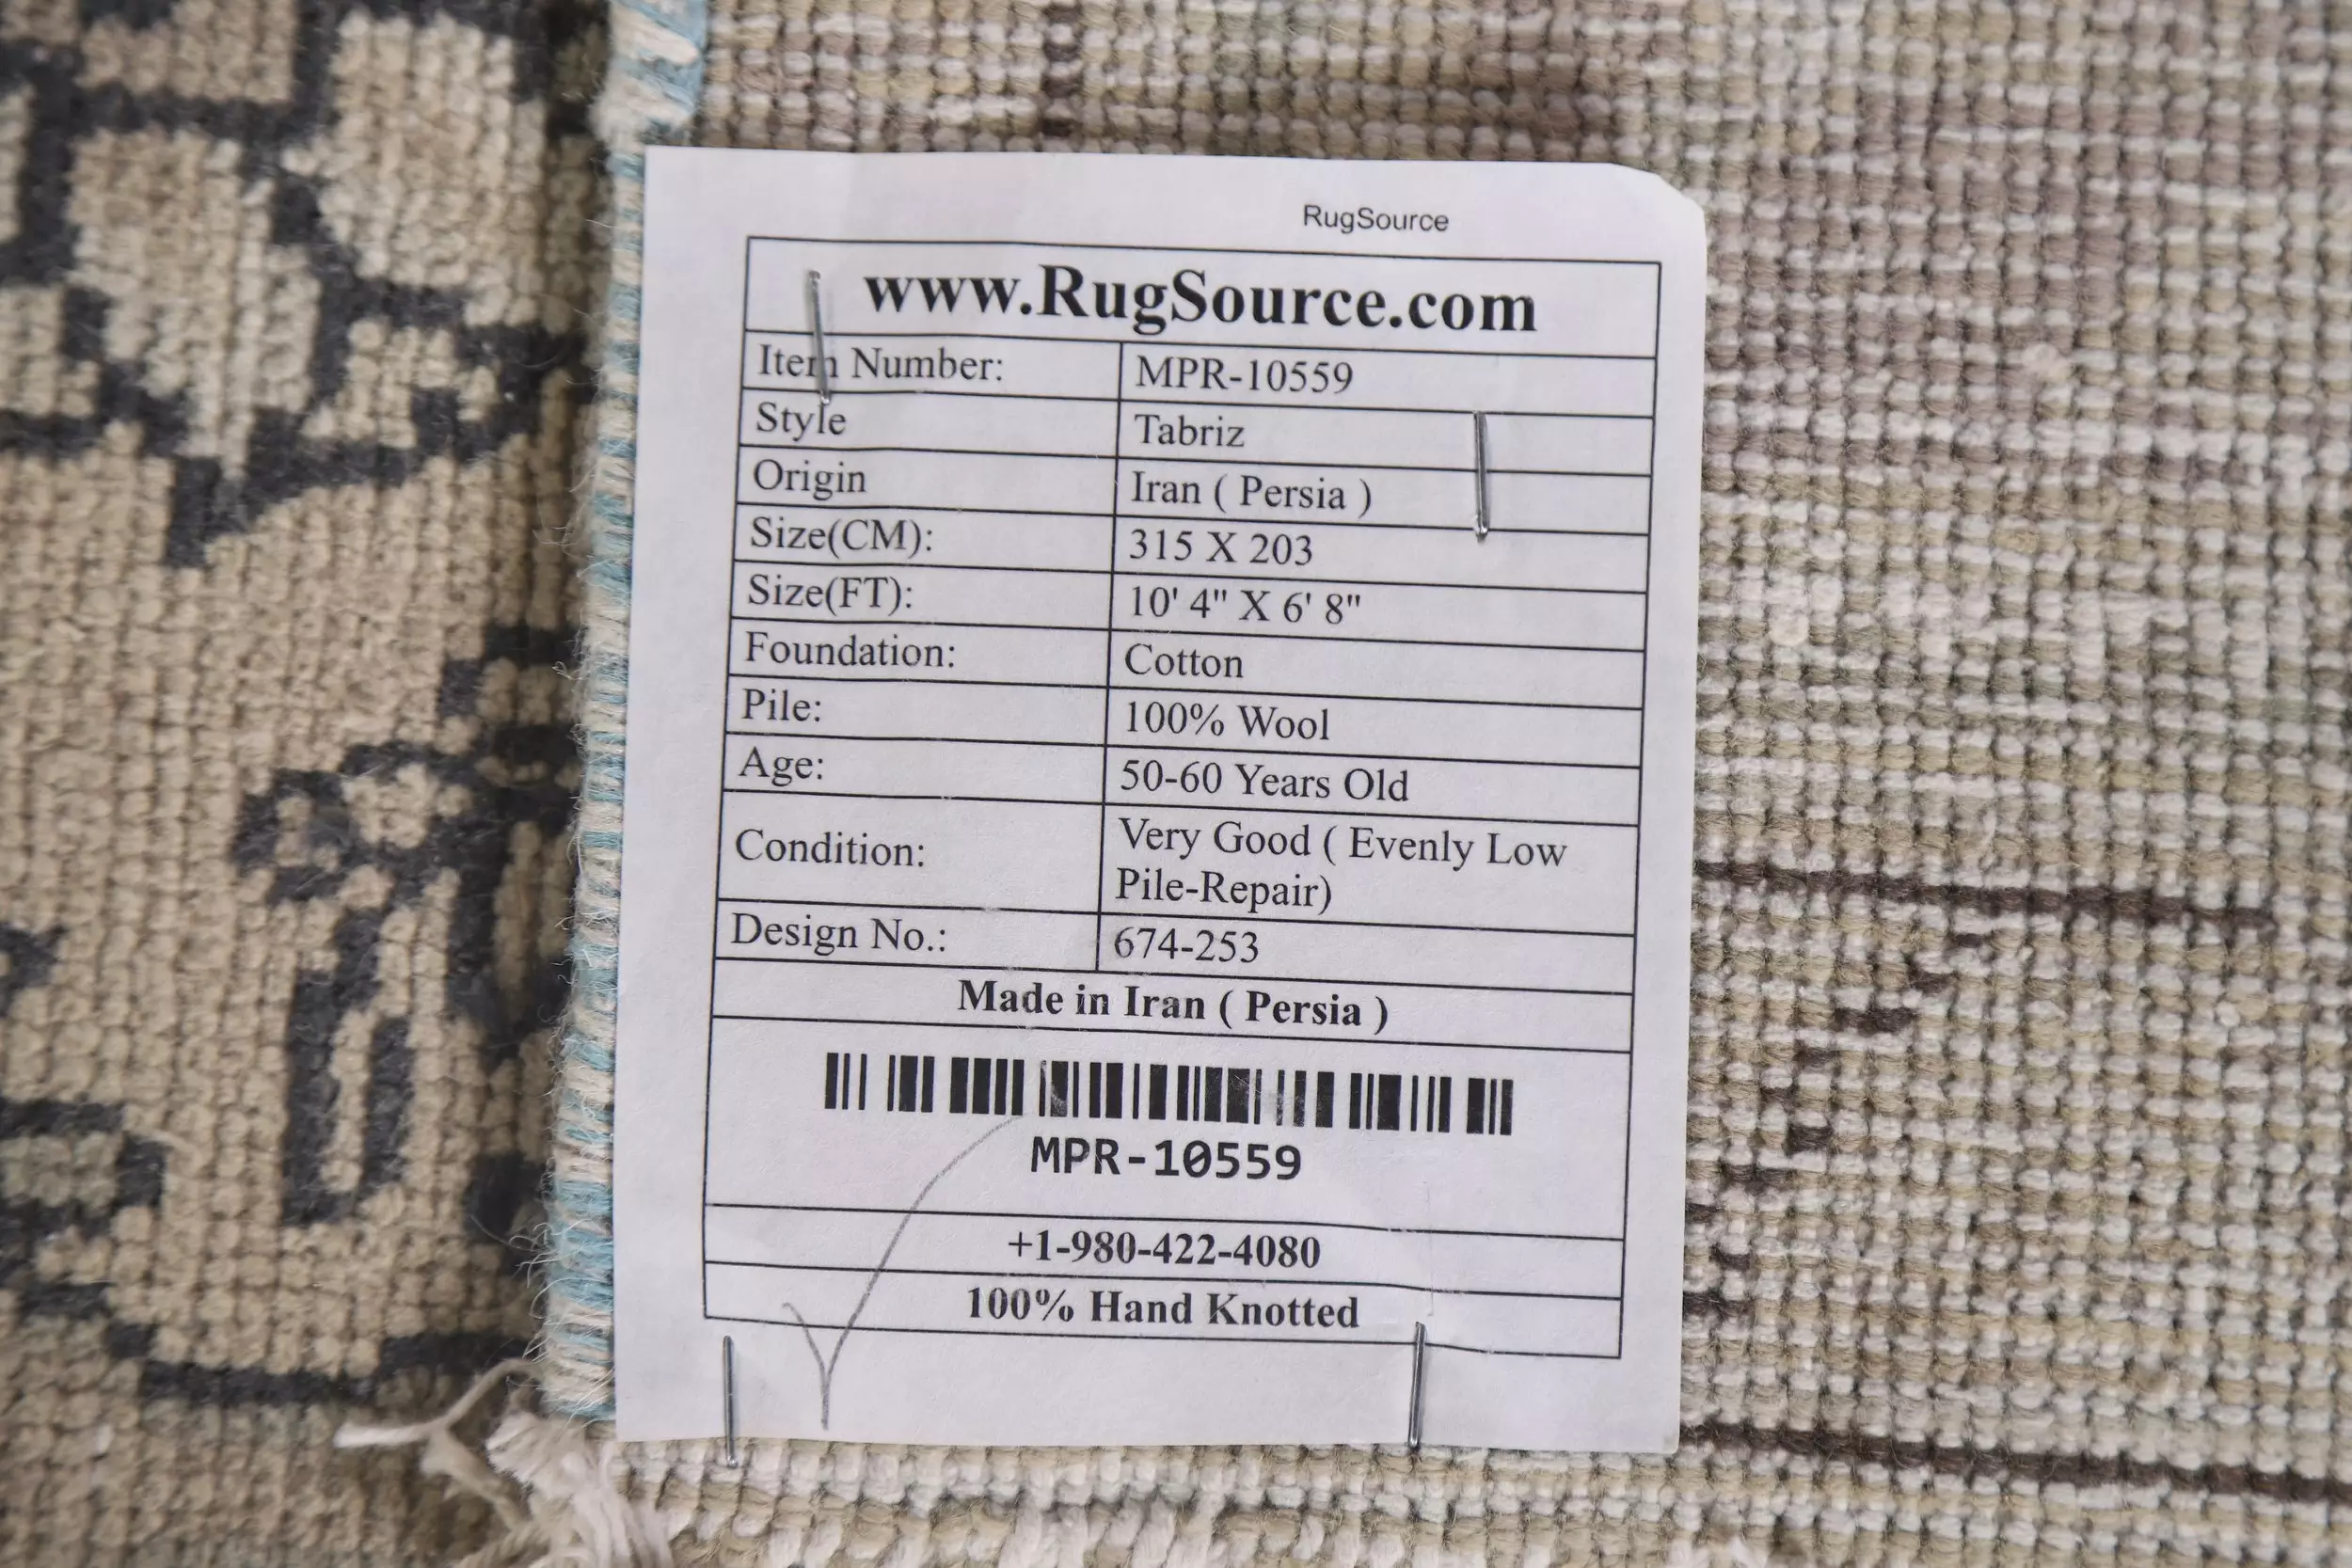 RugSource
www.RugSource.com
Item Number: MPR-10559
Style Tabriz
Origin Iran ( Persia )
Size(CM): 315 X 203
Size(FT): 10' 4" X 6' 8"
Foundation: Cotton
Pile: 100% Wool
Age: 50-60 Years Old
Condition: Very Good ( Evenly Low
Pile-Repair)
Design No.: 674-253
Made in Iran ( Persia )
MPR-10559
+1-980-422-4080
100% Hand Knotted